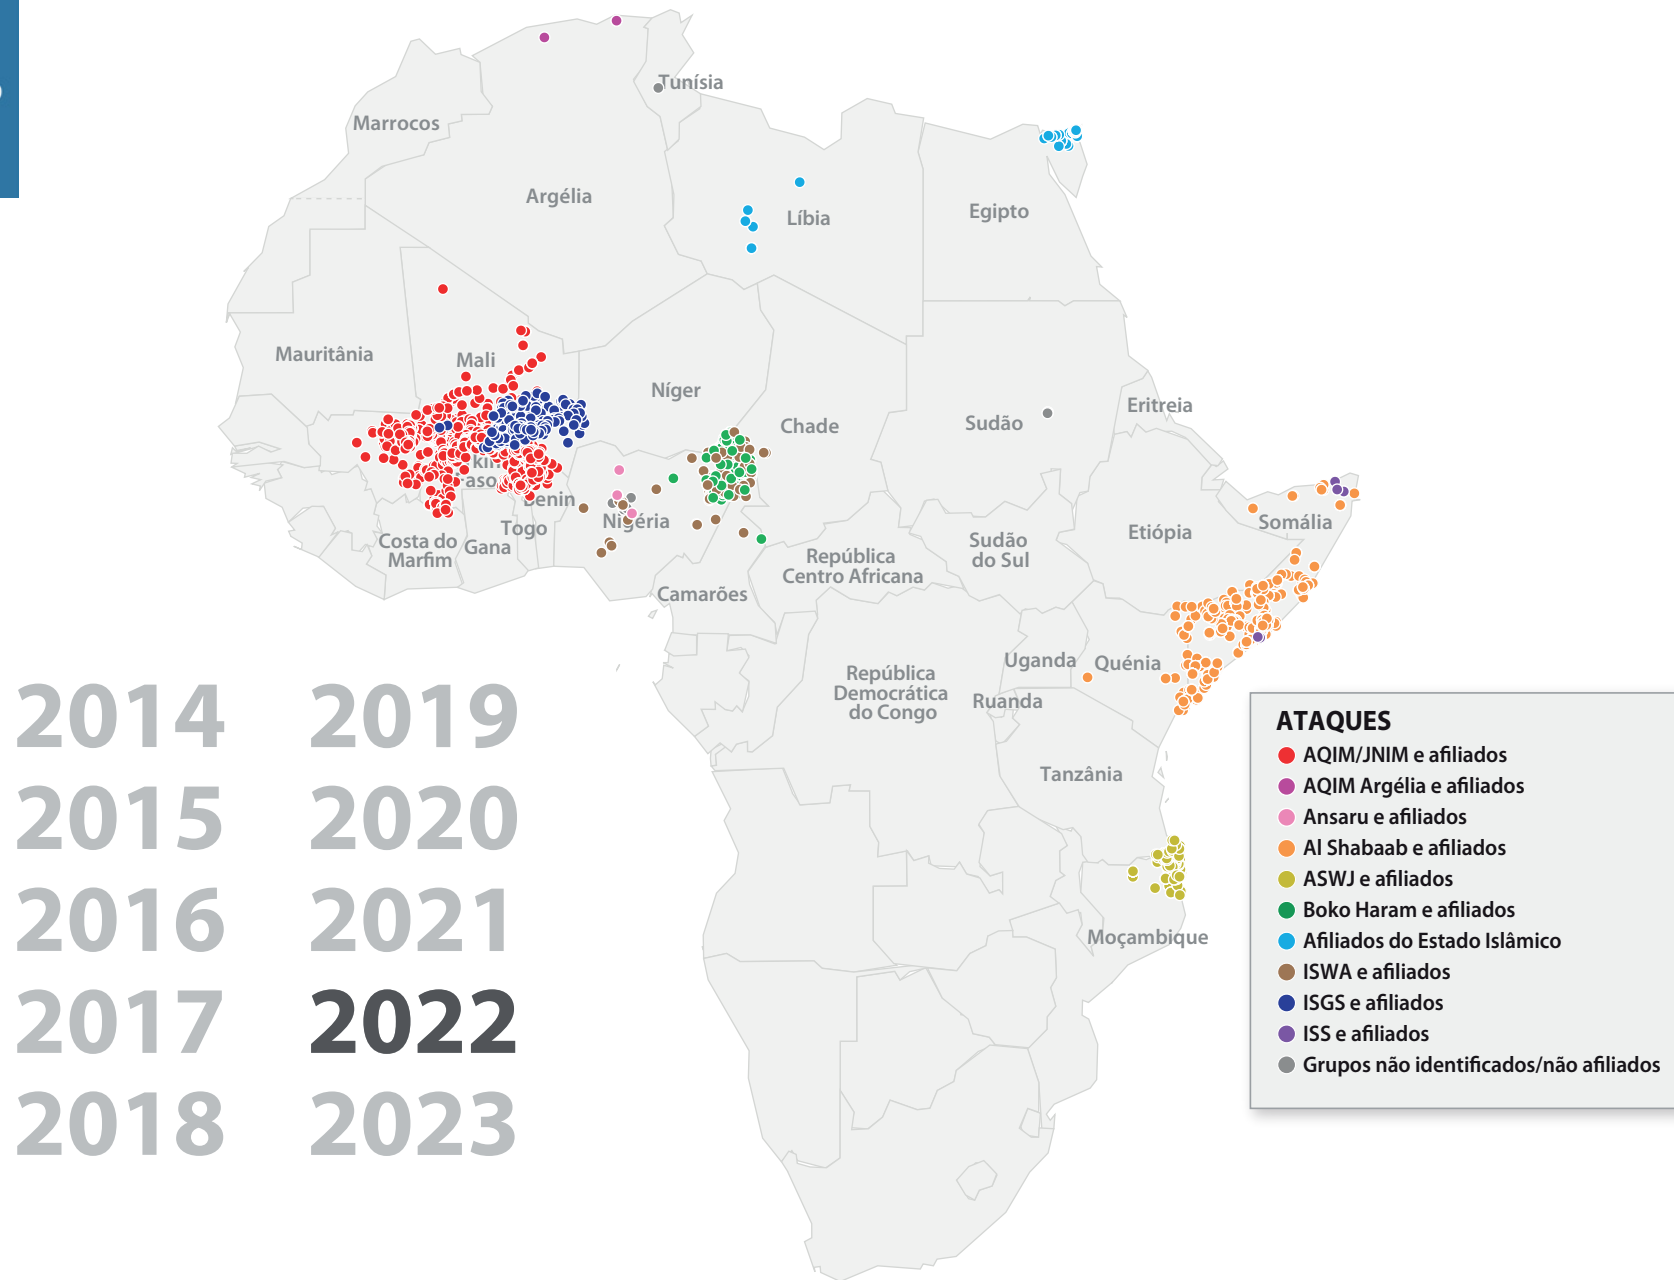 Tunísia
Marrocos
Argélia
Líbia
Egipto
Mauritânia
Mali
Níger
Chade
Sudão
Eritreia
Benin
Togo
Nigéria
Costa do
Marfim
Gana
Camarões
República
Centro Africana
Sudão
do Sul
Etiópia
Somália
Uganda
Quénia
República
Democrática
do Congo
Ruanda
Tanzânia
Moçambique
2014
2015
2016
2017
2018
2019
2020
2021
2022
2023
ATAQUES
AQIM/JNIM e afiliados
AQIM Argélia e afiliados
Ansaru e afiliados
Al Shabaab e afiliados
ASWJ e afiliados
Boko Haram e afiliados
Afiliados do Estado Islâmico
ISWA e afiliados
ISGS e afiliados
ISS e afiliados
Grupos não identificados/não afiliados